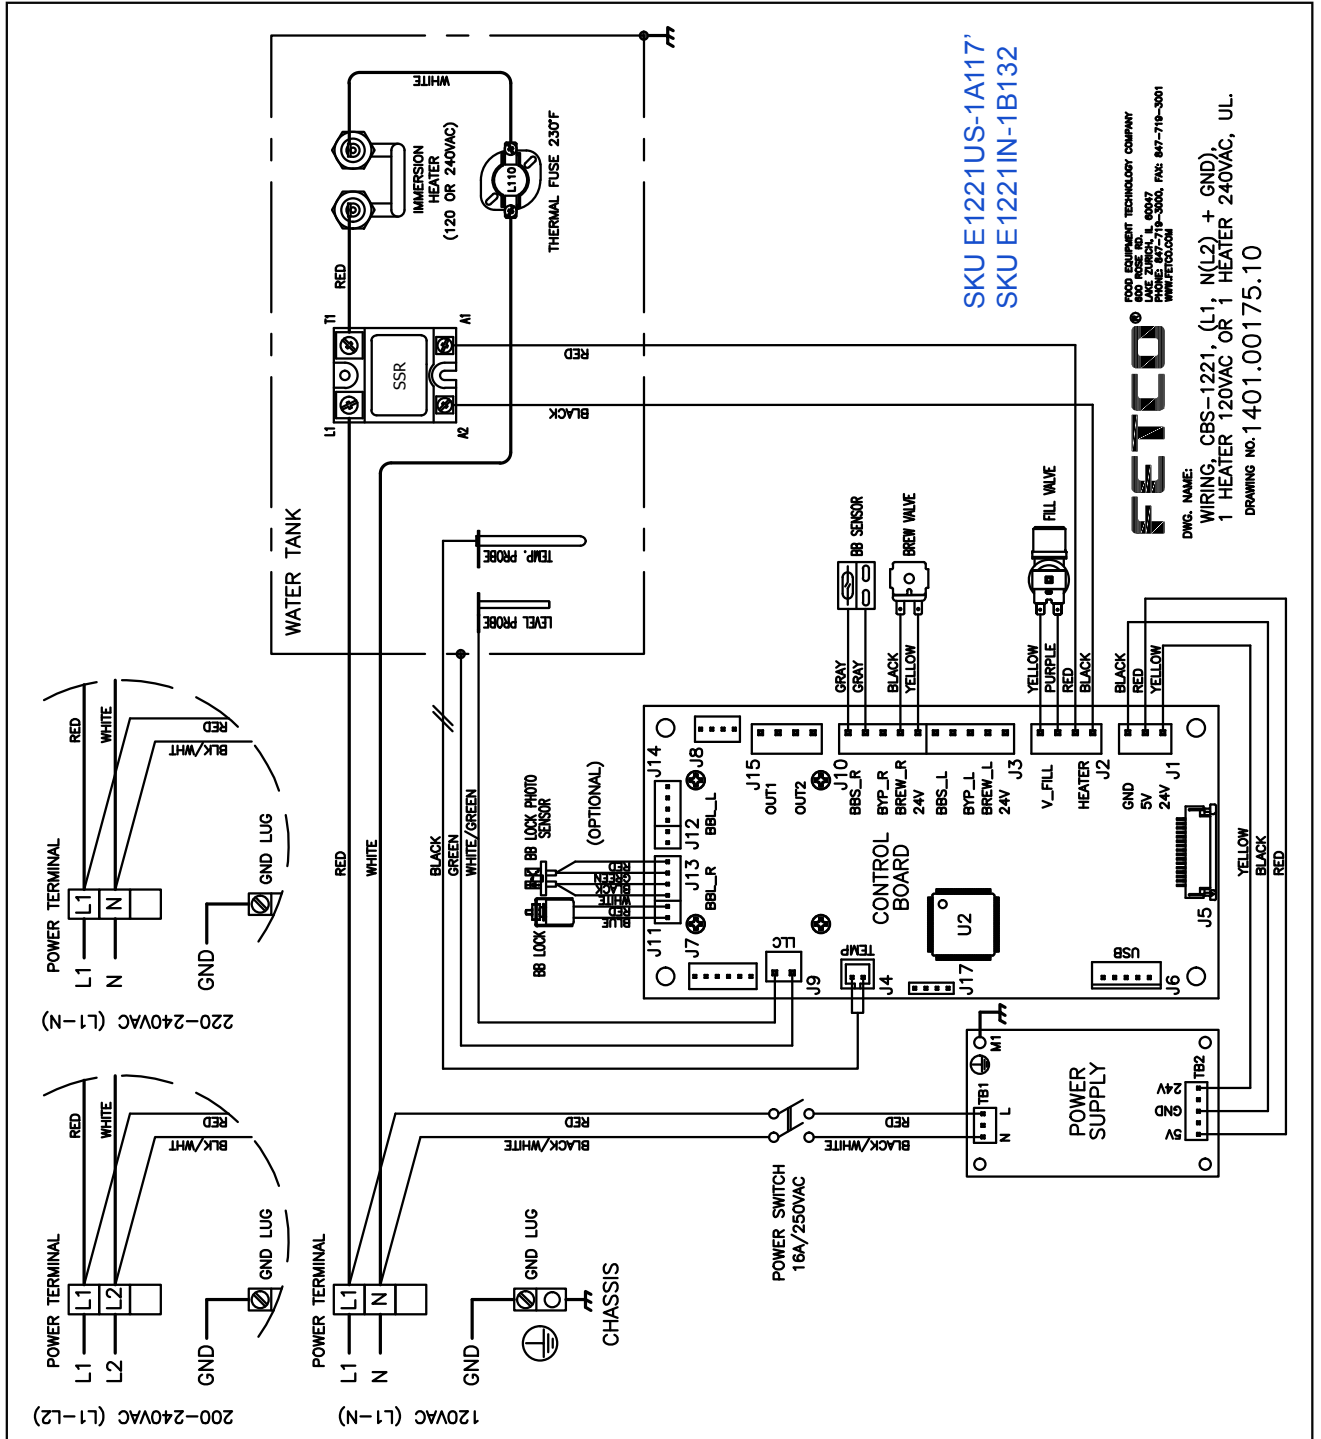 WATER TANK
WHITE
IMMERSION
HEATER
(120 OR 240VAC)
L110
THERMAL FUSE 230°F
RED
T1
A1
SSR
L1
A2
RED
BLACK
TEMP. PROBE
LEVEL PROBE
SKU E1221US-1A117'
SKU E1221IN-1B132
FETCO®
FOOD EQUIPMENT TECHNOLOGY COMPANY
600 ROSE RD.
LAKE ZURICH, IL 60047
PHONE: 847-719-3000, FAX: 847-719-3001
WWW.FETCO.COM
DWG. NAME:
WIRING, CBS-1221, (L1, N(L2) + GND),
1 HEATER 120VAC OR 1 HEATER 240VAC, UL.
DRAWING NO. 1401.00175.10
BB SENSOR
BREW VALVE
FILL VALVE
GRAY
GRAY
BLACK
YELLOW
YELLOW
PURPLE
RED
BLACK
BLACK
RED
YELLOW
RED
WHITE
BLACK
GREEN
WHITE/GREEN
BB LOCK
BB LOCK PHOTO
SENSOR
(OPTIONAL)
RED
GREEN
BLACK
WHITE
RED
BLUE
J14
J8
J12
BBL_L
J13
BBL_R
J11
J7
J15
OUT1
OUT2
J10
BBS_R
BYP_R
BREW_R
24V
BBS_L
BYP_L
BREW_L
24V
J3
V_FILL
HEATER
J2
GND
5V
24V
J1
CONTROL
BOARD
U2
LLC
J9
TEMP
J4
J17
USB
J6
J5
YELLOW
BLACK
RED
POWER
SUPPLY
M1
TB1
L
N
TB2
24V
GND
5V
RED
BLACK/WHITE
RED
BLACK/WHITE
POWER SWITCH
16A/250VAC
220-240VAC (L1-N)
POWER TERMINAL
L1
N
L1
N
RED
WHITE
RED
BLK/WHT
GND
GND LUG
200-240VAC (L1-L2)
POWER TERMINAL
L1
L2
L1
L2
RED
WHITE
RED
BLK/WHT
GND
GND LUG
120VAC (L1-N)
POWER TERMINAL
L1
N
L1
N
GND
GND LUG
CHASSIS